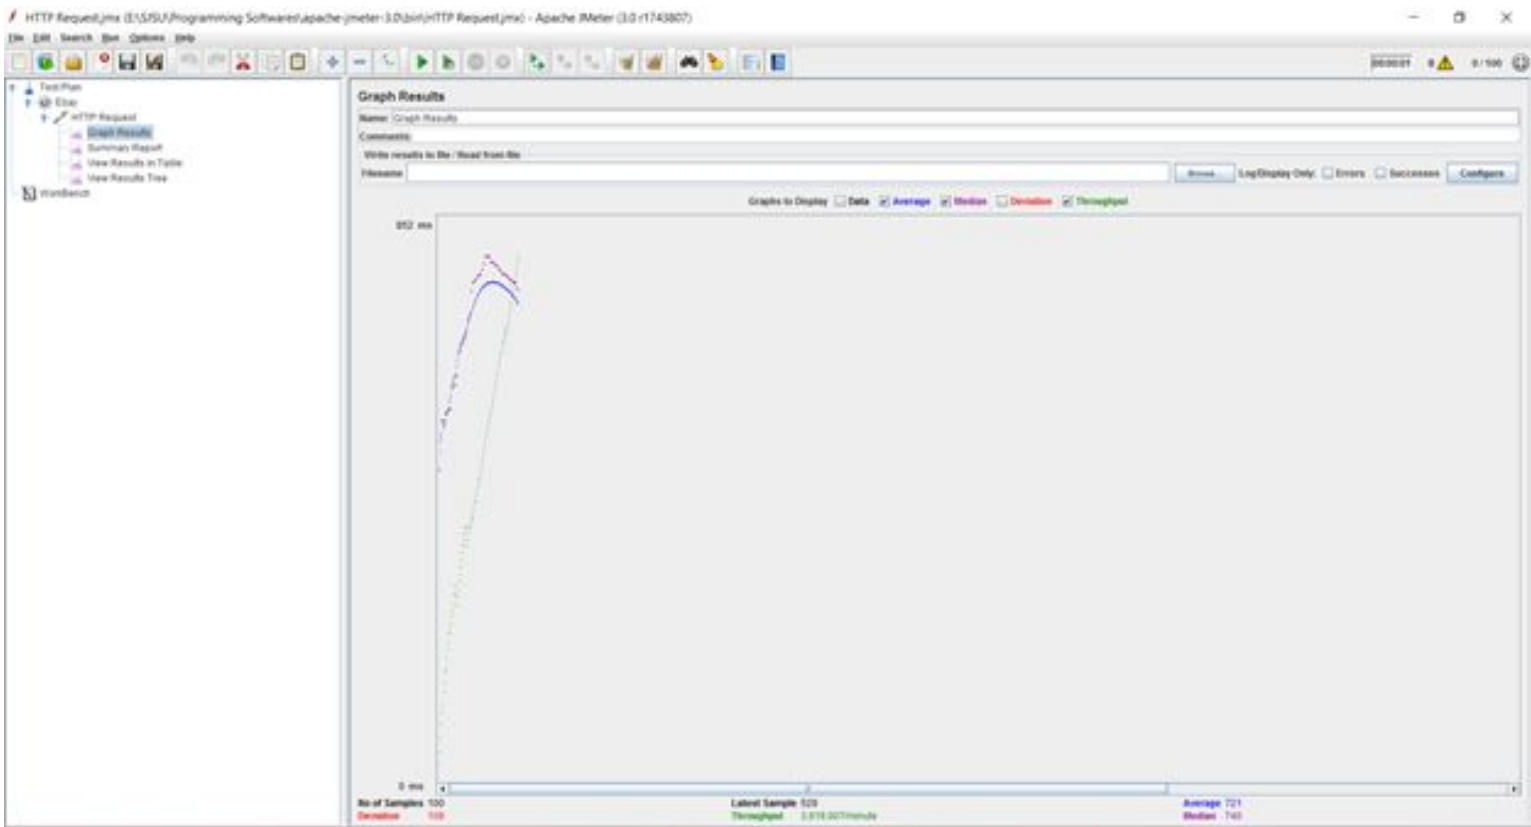 HTTP Request.jmx (E:\SJSU\Programming Softwares\apache-jmeter-3.0\bin\HTTP Request.jmx) - Apache JMeter (3.0 r1743807)
File Edit Search Run Options Help
0 / 100
Test Plan
Ebay
HTTP Request
Graph Results
Summary Report
View Results in Table
View Results Tree
WorkBench
Graph Results
Name: Graph Results
Comments:
Write results to file / Read from file
Filename
Browse... Log/Display Only: Errors Successes Configure
Graphs to Display Data Average Median Deviation Throughput
852 ms
0 ms
No of Samples 100 Latest Sample Average 721
Deviation Throughput Median 740